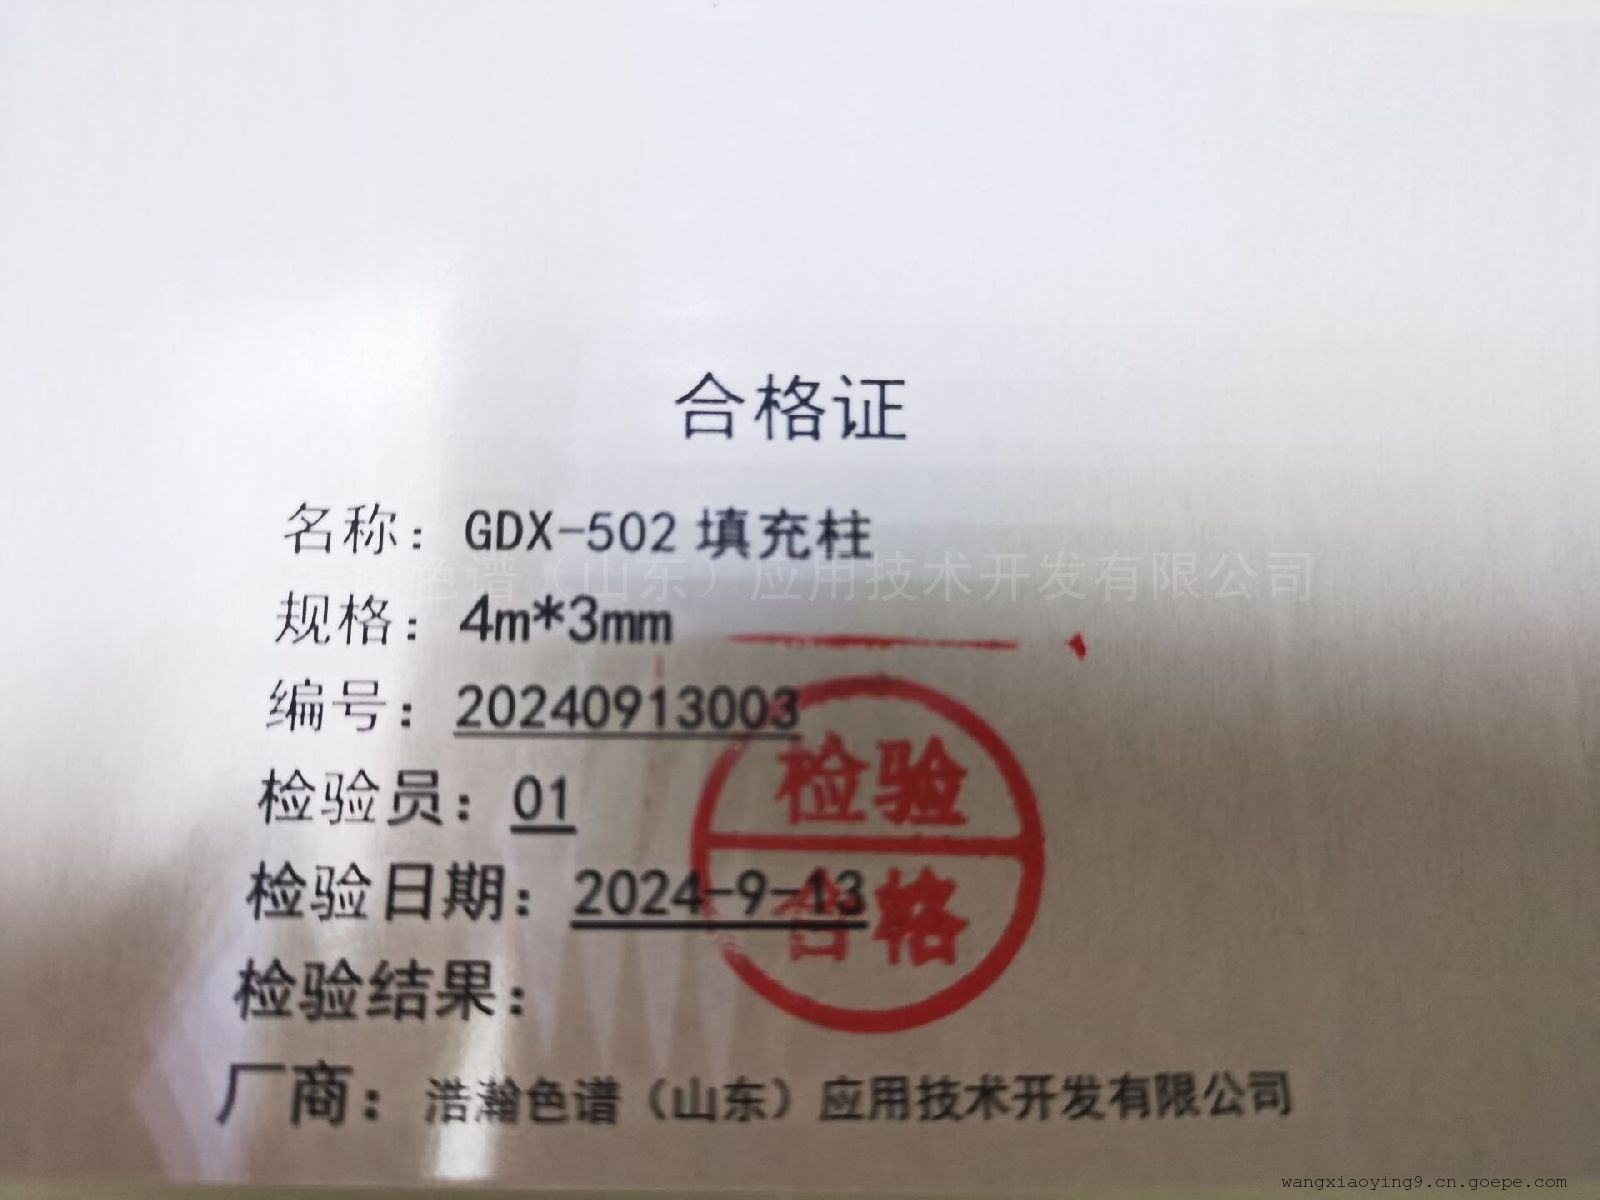 合格证
名称：GDX-502 填充柱
浩瀚色谱（山东）应用技术开发有限公司
规格：4m*3mm
编号：20240913003
检验
合格
检验员：01
检验日期：2024-9-13
检验结果：
厂商：浩瀚色谱（山东）应用技术开发有限公司
wangxiaoying9.cn.goepe.com